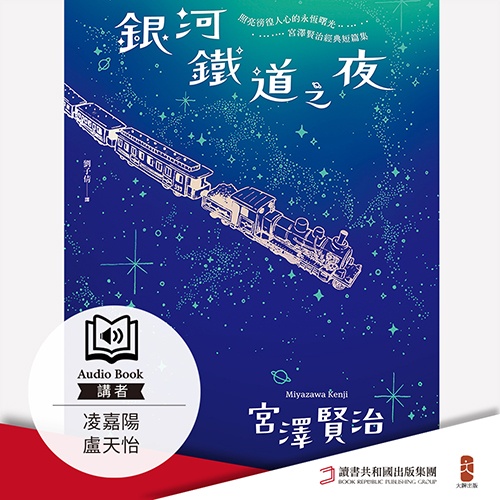 照亮徬徨人心的永恆曙光
宮澤賢治經典短篇集
銀河
鐵道之夜
劉子倩 譯
Audio Book
講者
凌嘉陽
盧天怡
Miyazawa Kenji
宮澤賢治
讀書共和國出版集團
BOOK REPUBLIC PUBLISHING GROUP
大牌出版